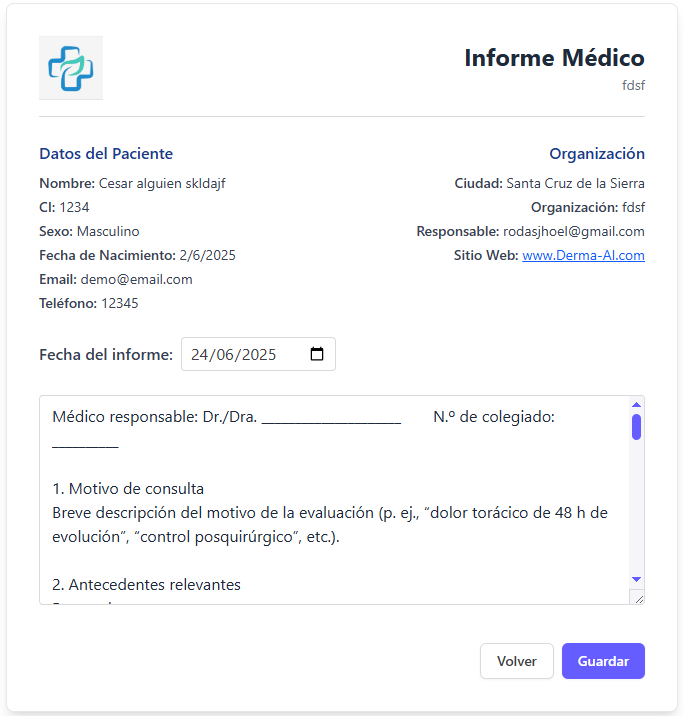 Informe Médico
fdsf
Datos del Paciente
Nombre: Cesar alguien skldajf
CI: 1234
Sexo: Masculino
Fecha de Nacimiento: 2/6/2025
Email: demo@email.com
Teléfono: 12345
Organización
Ciudad: Santa Cruz de la Sierra
Organización: fdsf
Responsable: rodasjhoel@gmail.com
Sitio Web: www.Derma-AI.com
Fecha del informe: 24/06/2025
Médico responsable: Dr./Dra. _____________________ N.º de colegiado:
__________
1. Motivo de consulta
Breve descripción del motivo de la evaluación (p. ej., “dolor torácico de 48 h de
evolución”, “control posquirúrgico”, etc.).
2. Antecedentes relevantes
Volver
Guardar